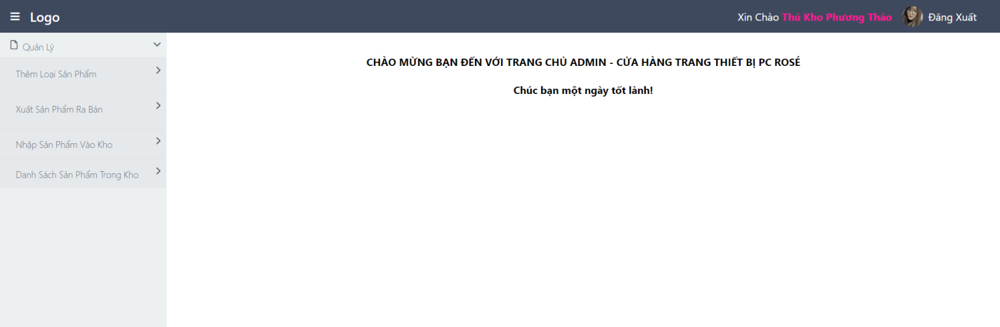 Logo
Xin Chào Thủ Kho Phương Thảo Đăng Xuất
Quản Lý
Thêm Loại Sản Phẩm
Xuất Sản Phẩm Ra Bán
Nhập Sản Phẩm Vào Kho
Danh Sách Sản Phẩm Trong Kho
CHÀO MỪNG BẠN ĐẾN VỚI TRANG CHỦ ADMIN - CỬA HÀNG TRANG THIẾT BỊ PC ROSÉ
Chúc bạn một ngày tốt lành!